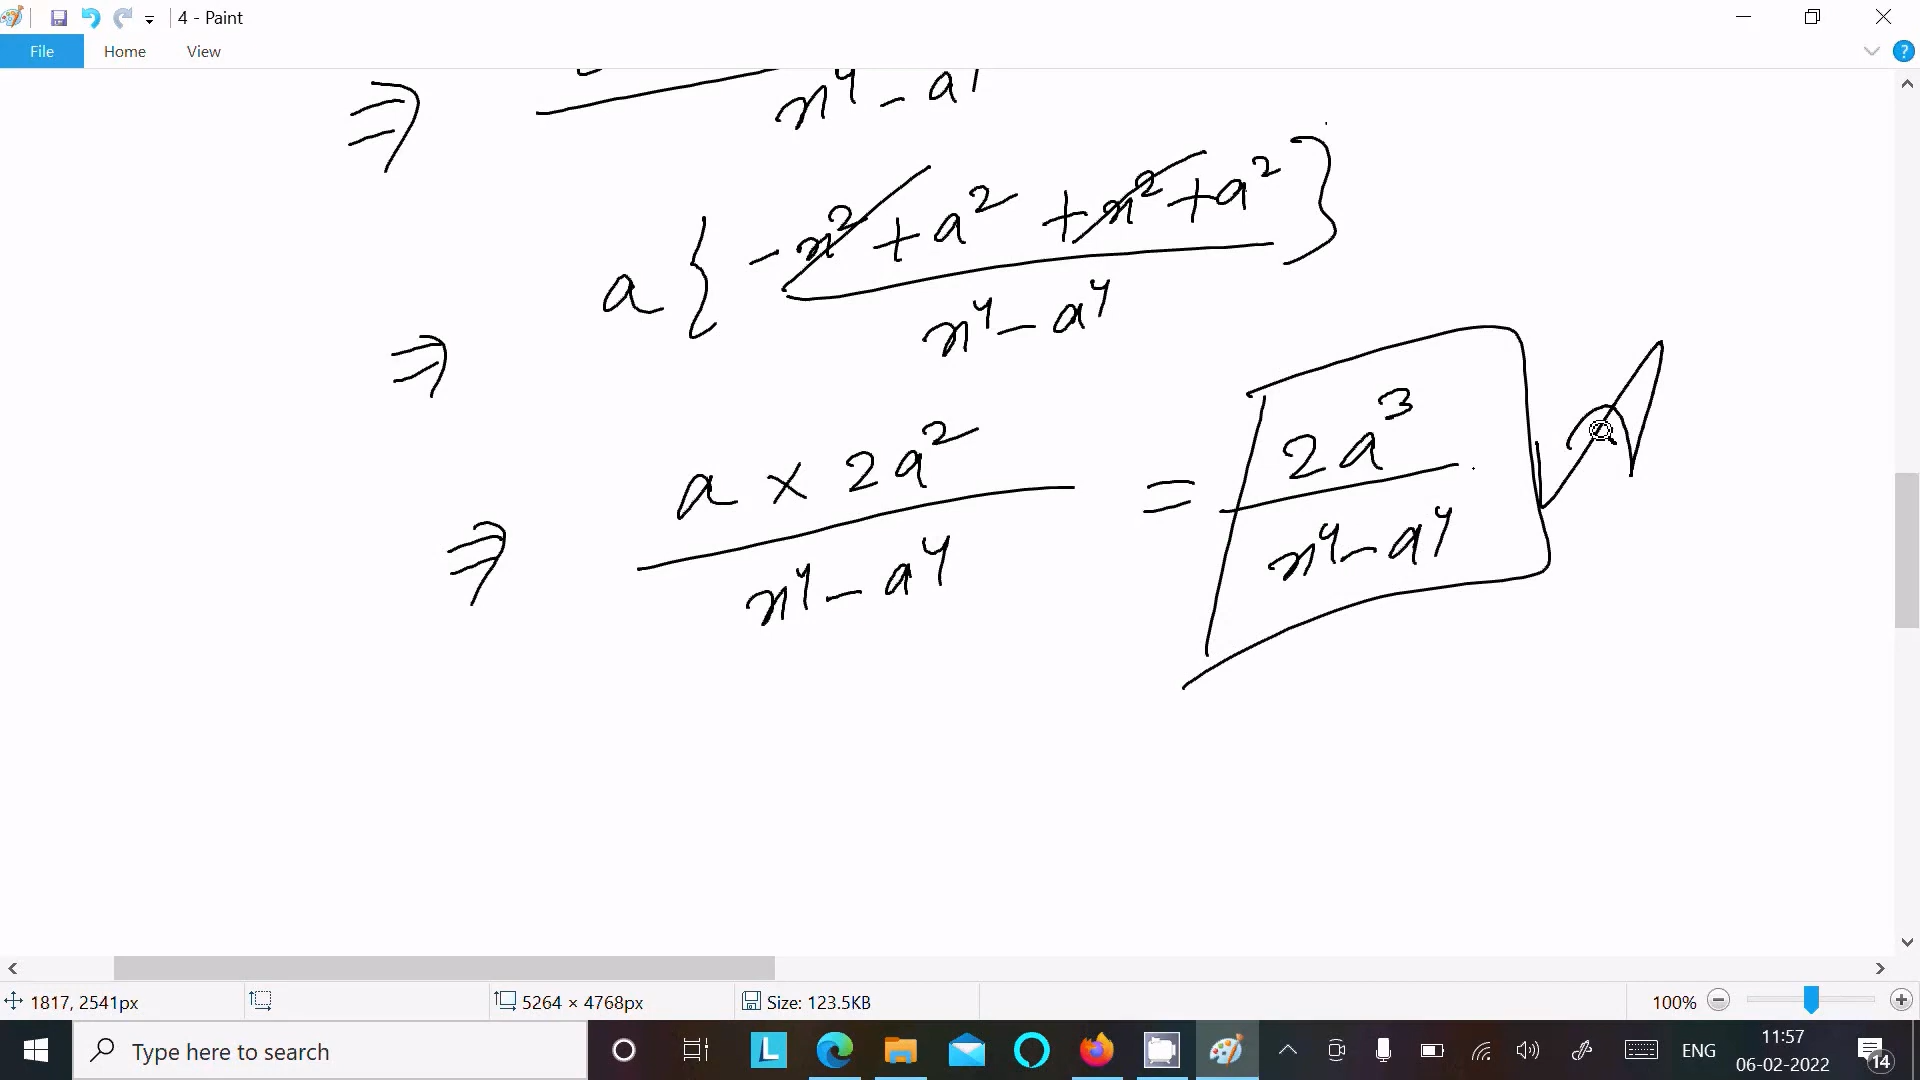 4 - Paint
File Home View
⇒ x⁴ - a⁴
a { -x² + a² + x² + a² }
⇒ x⁴ - a⁴
a × 2a² = 2a³
⇒ x⁴ - a⁴ x⁴ - a⁴
1817, 2541px 5264 × 4768px Size: 123.5KB 100%
Type here to search L ENG 11:57
06-02-2022 14